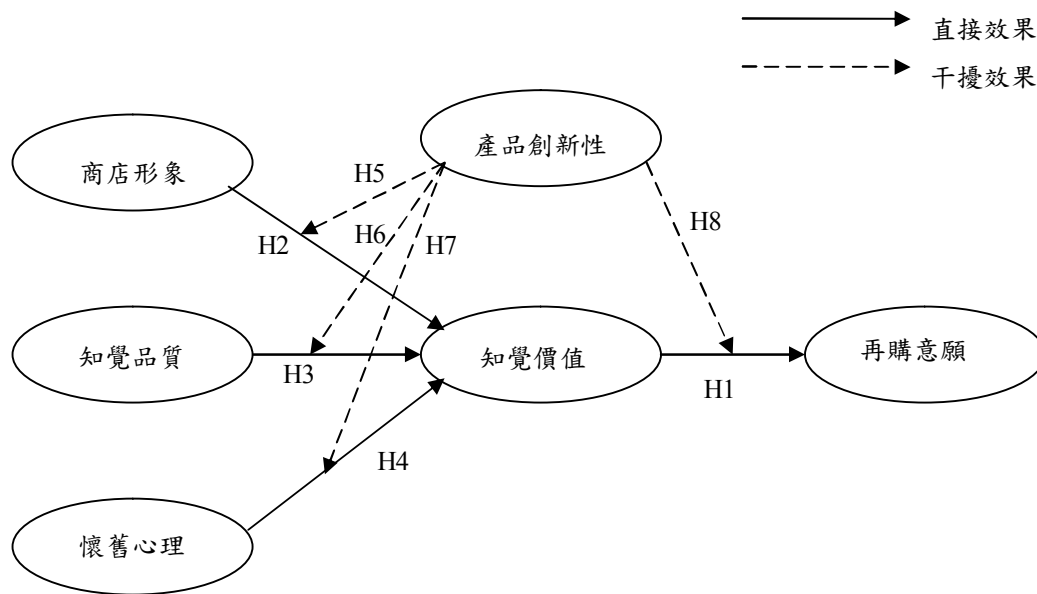 直接效果
干擾效果
產品創新性
商店形象
H5
H8
H6
H2
H7
知覺品質
知覺價值
再購意願
H3
H1
H4
懷舊心理